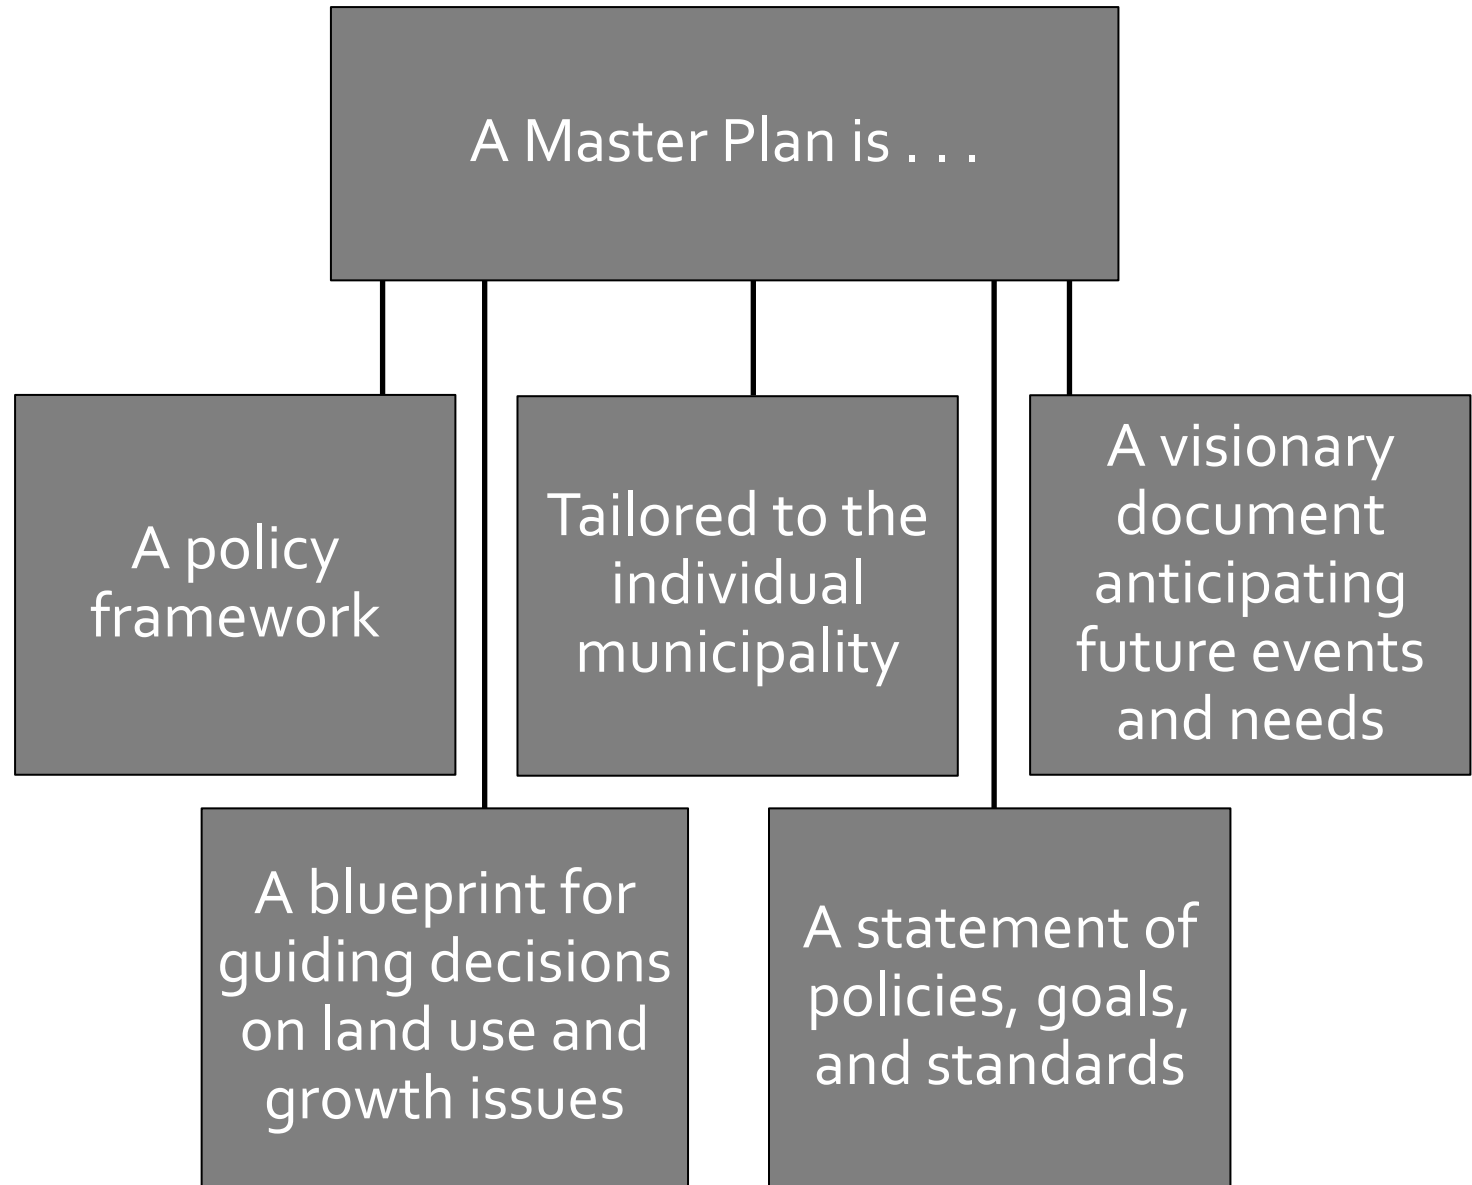 A Master Plan is . . .
A policy
framework
Tailored to the
individual
municipality
A visionary
document
anticipating
future events
and needs
A blueprint for
guiding decisions
on land use and
growth issues
A statement of
policies, goals,
and standards